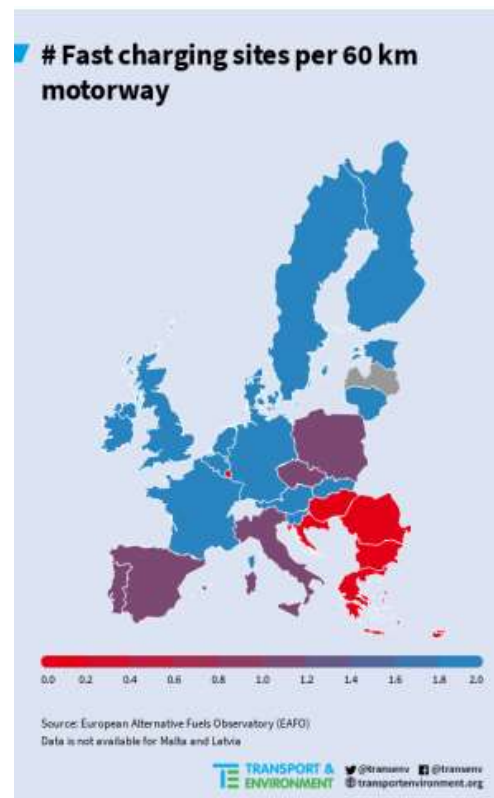 # Fast charging sites per 60 km
motorway
0.0 0.2 0.4 0.6 0.8 1.0 1.2 1.4 1.6 1.8 2.0
Source: European Alternative Fuels Observatory (EAFO)
Data is not available for Malta and Latvia
TRANSPORT & @transenv @transenv
ENVIRONMENT transportenvironment.org